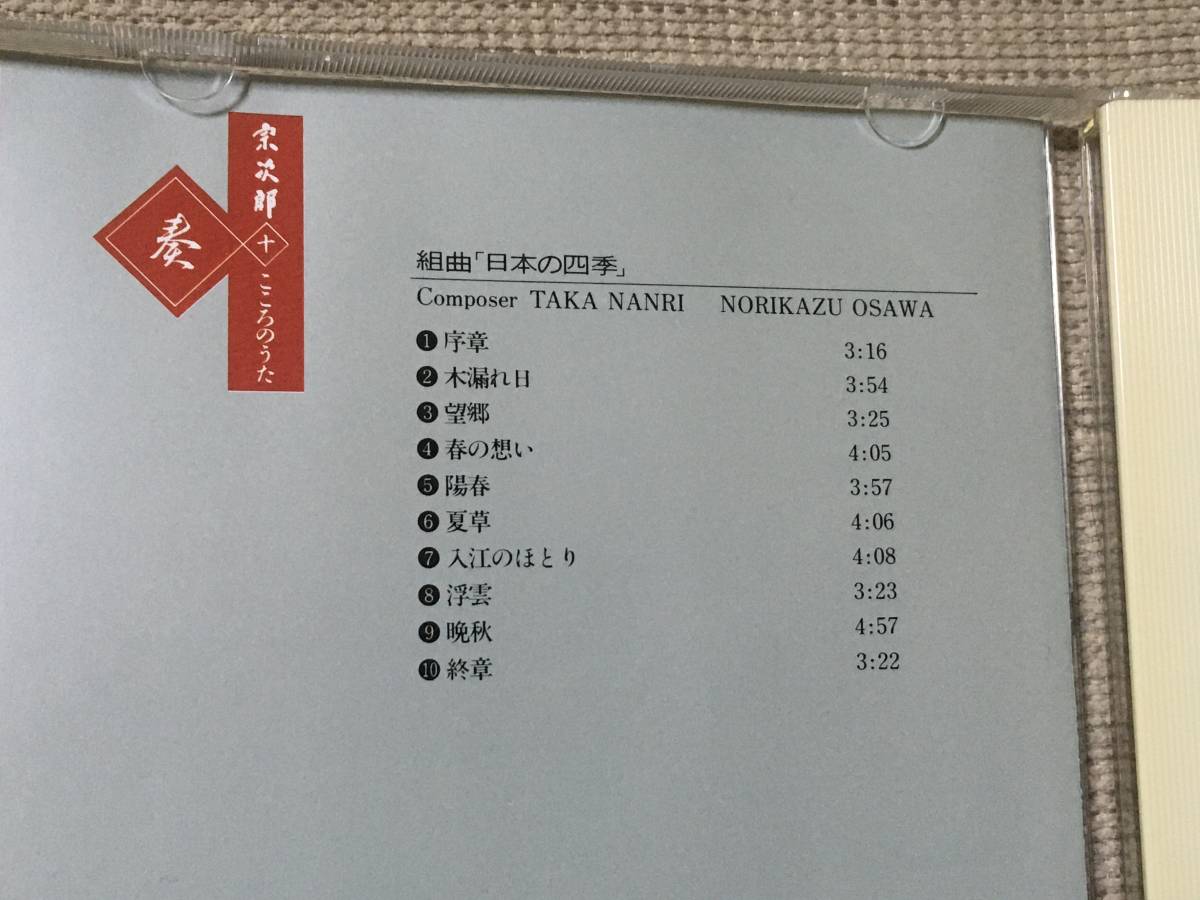 宗次郎
十
こころのうた
奏
組曲「日本の四季」
Composer TAKA NANRI NORIKAZU OSAWA
❶序章 3:16
❷木漏れ日 3:54
❸望郷 3:25
❹春の想い 4:05
❺陽春 3:57
❻夏草 4:06
❼入江のほとり 4:08
❽浮雲 3:23
❾晩秋 4:57
❿終章 3:22